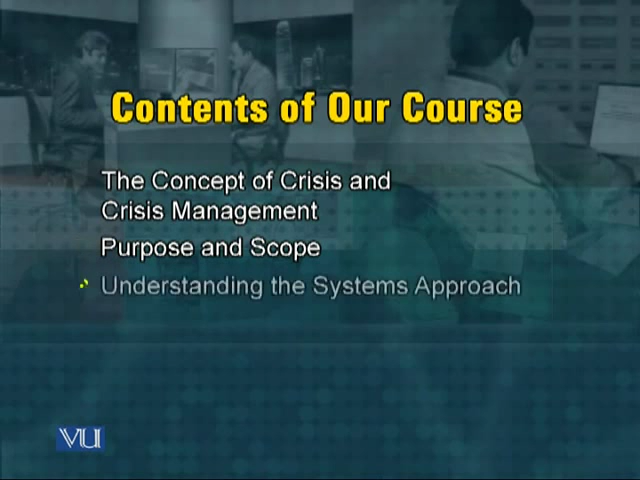 Contents of Our Course
The Concept of Crisis and
Crisis Management
Purpose and Scope
Understanding the Systems Approach
VU